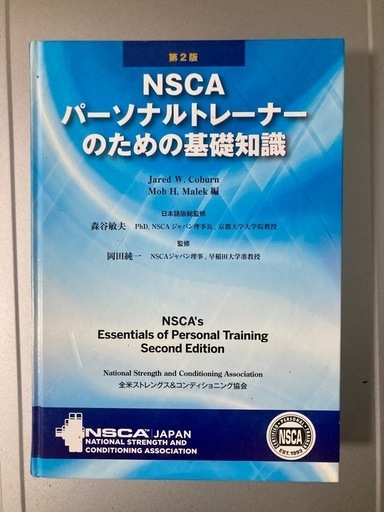 第2版
NSCA
パーソナルトレーナー
のための基礎知識
Jared W. Coburn
Moh H. Malek 編
日本語版総監修
森谷敏夫 PhD, NSCA ジャパン理事長, 京都大学大学院教授
監修
岡田純一 NSCAジャパン理事, 早稲田大学准教授
NSCA's
Essentials of Personal Training
Second Edition
National Strength and Conditioning Association
全米ストレングス&コンディショニング協会
NSCA™ JAPAN
NATIONAL STRENGTH AND
CONDITIONING ASSOCIATION
CERTIFIED PERSONAL TRAINER
NSCA
EST. 1993